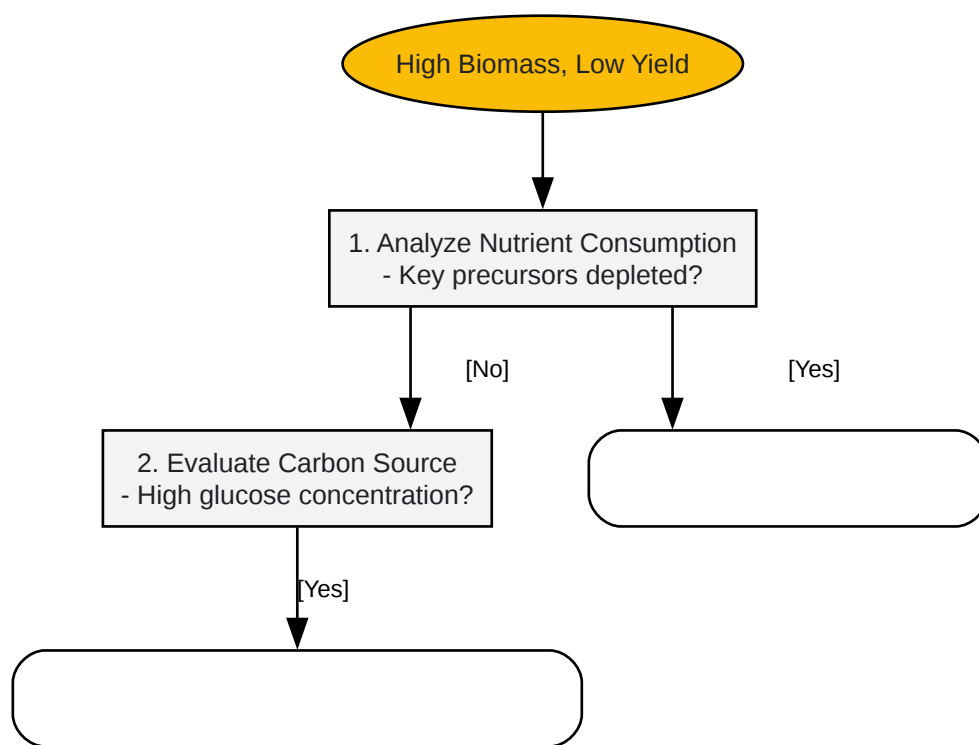 High Biomass, Low Yield
1. Analyze Nutrient Consumption
- Key precursors depleted?
[No]
[Yes]
2. Evaluate Carbon Source
- High glucose concentration?
[Yes]